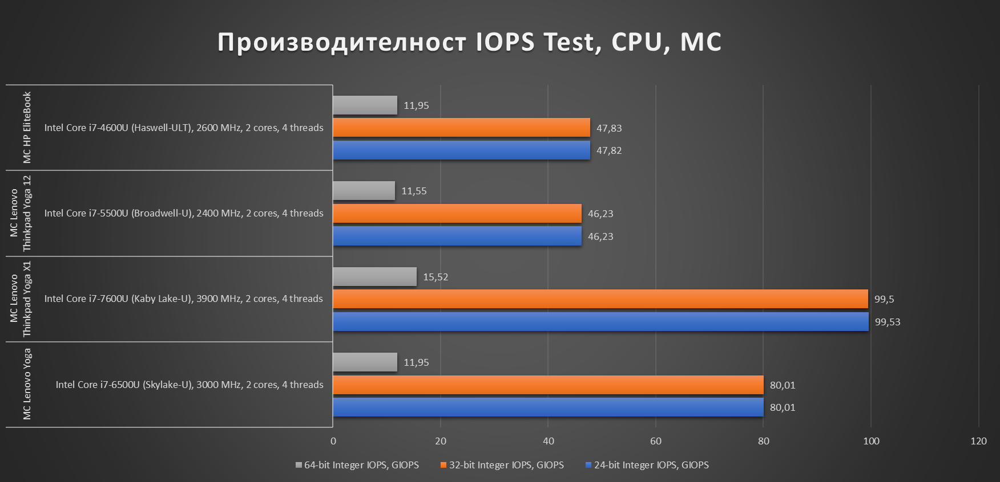 Производителност IOPS Test, CPU, MC
MC HP EliteBook
Intel Core i7-4600U (Haswell-ULT), 2600 MHz, 2 cores, 4 threads
11,95
47,83
47,82
MC Lenovo
Thinkpad Yoga 12
Intel Core i7-5500U (Broadwell-U), 2400 MHz, 2 cores, 4 threads
11,55
46,23
46,23
MC Lenovo
Thinkpad Yoga X1
Intel Core i7-7600U (Kaby Lake-U), 3900 MHz, 2 cores, 4 threads
15,52
99,5
99,53
MC Lenovo Yoga
Intel Core i7-6500U (Skylake-U), 3000 MHz, 2 cores, 4 threads
11,95
80,01
80,01
0 20 40 60 80 100 120
64-bit Integer IOPS, GIOPS 32-bit Integer IOPS, GIOPS 24-bit Integer IOPS, GIOPS